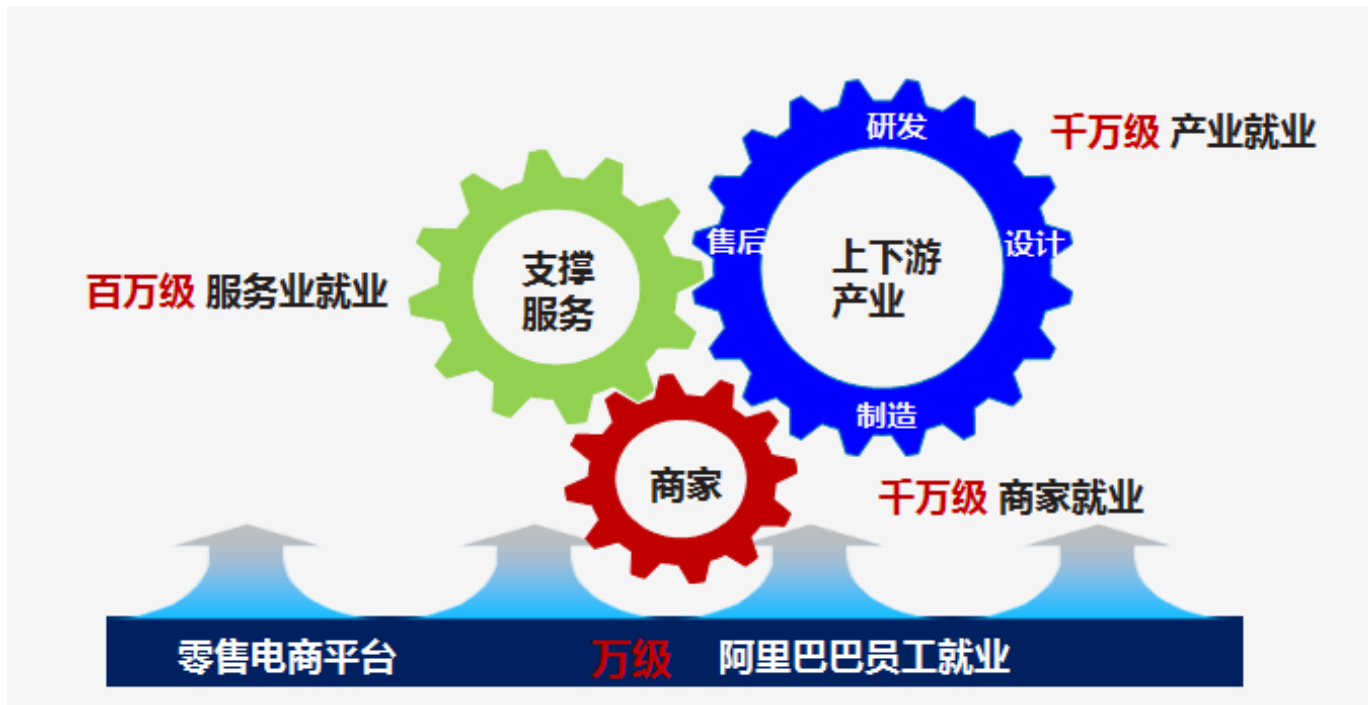 研发
千万级 产业就业
售后
设计
上下游
产业
支撑
服务
百万级 服务业就业
制造
商家
千万级 商家就业
零售电商平台 万级 阿里巴巴员工就业